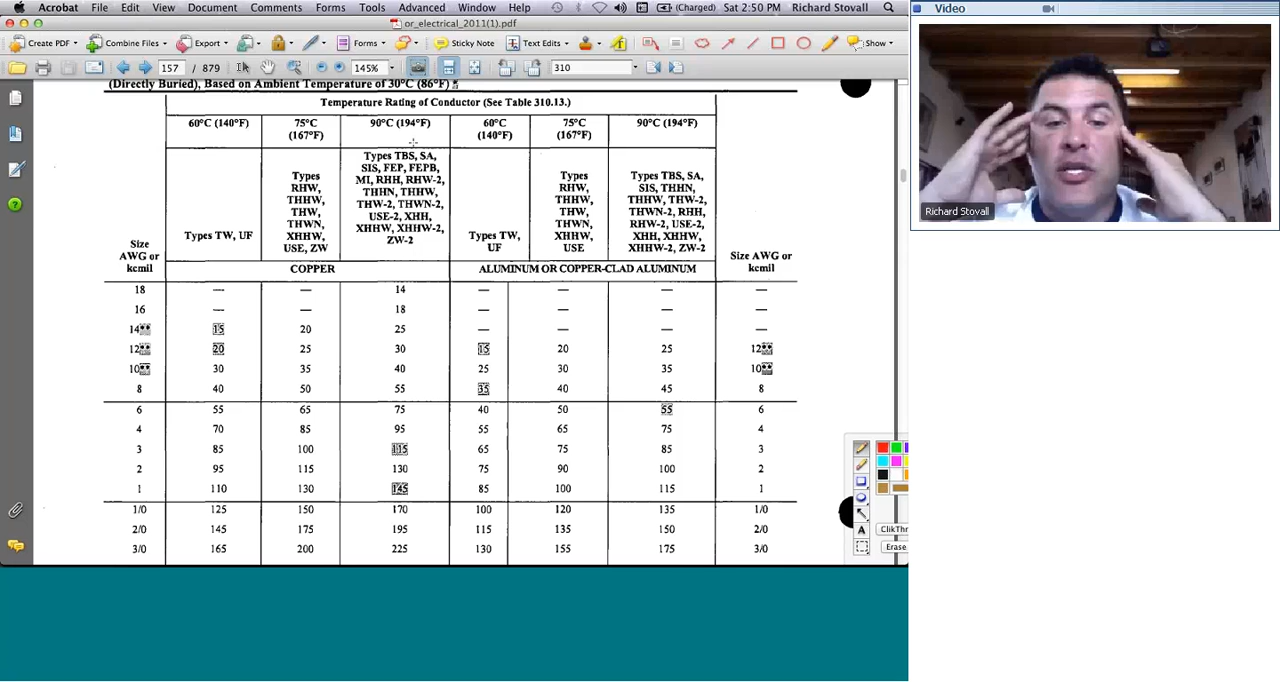 Acrobat File Edit View Document Comments Forms Tools Advanced Window Help (Charged) Sat 2:50 PM Richard Stovall
or_electrical_2011(1).pdf
Create PDF Combine Files Export Forms Sticky Note Text Edits Show
157 / 879 145% 310
(Directly Buried), Based on Ambient Temperature of 30°C (86°F)
Temperature Rating of Conductor (See Table 310.13.)
60°C (140°F) 75°C (167°F) 90°C (194°F) 60°C (140°F) 75°C (167°F) 90°C (194°F)
Size AWG or kcmil
Types TW, UF
Types RHW, THHW, THW, THWN, XHHW, USE, ZW
Types TBS, SA, SIS, FEP, FEPB, MI, RHH, RHW-2, THHN, THHW, THW-2, THWN-2, USE-2, XHH, XHHW, XHHW-2, ZW-2
Types TW, UF
Types RHW, THHW, THW, THWN, XHHW, USE
Types TBS, SA, SIS, THHN, THHW, THW-2, THWN-2, RHH, RHW-2, USE-2, XHH, XHHW, XHHW-2, ZW-2
Size AWG or kcmil
COPPER ALUMINUM OR COPPER-CLAD ALUMINUM
18 — — 14 — — — —
16 — — 18 — — — —
14** 15 20 25 — — — —
12** 20 25 30 15 20 25 12**
10** 30 35 40 25 30 35 10**
8 40 50 55 35 40 45 8
6 55 65 75 40 50 55 6
4 70 85 95 55 65 75 4
3 85 100 115 65 75 85 3
2 95 115 130 75 90 100 2
1 110 130 145 85 100 115 1
1/0 125 150 170 100 120 135 1/0
2/0 145 175 195 115 135 150 2/0
3/0 165 200 225 130 155 175 3/0
A ClikThr
Erase
Video
Richard Stovall